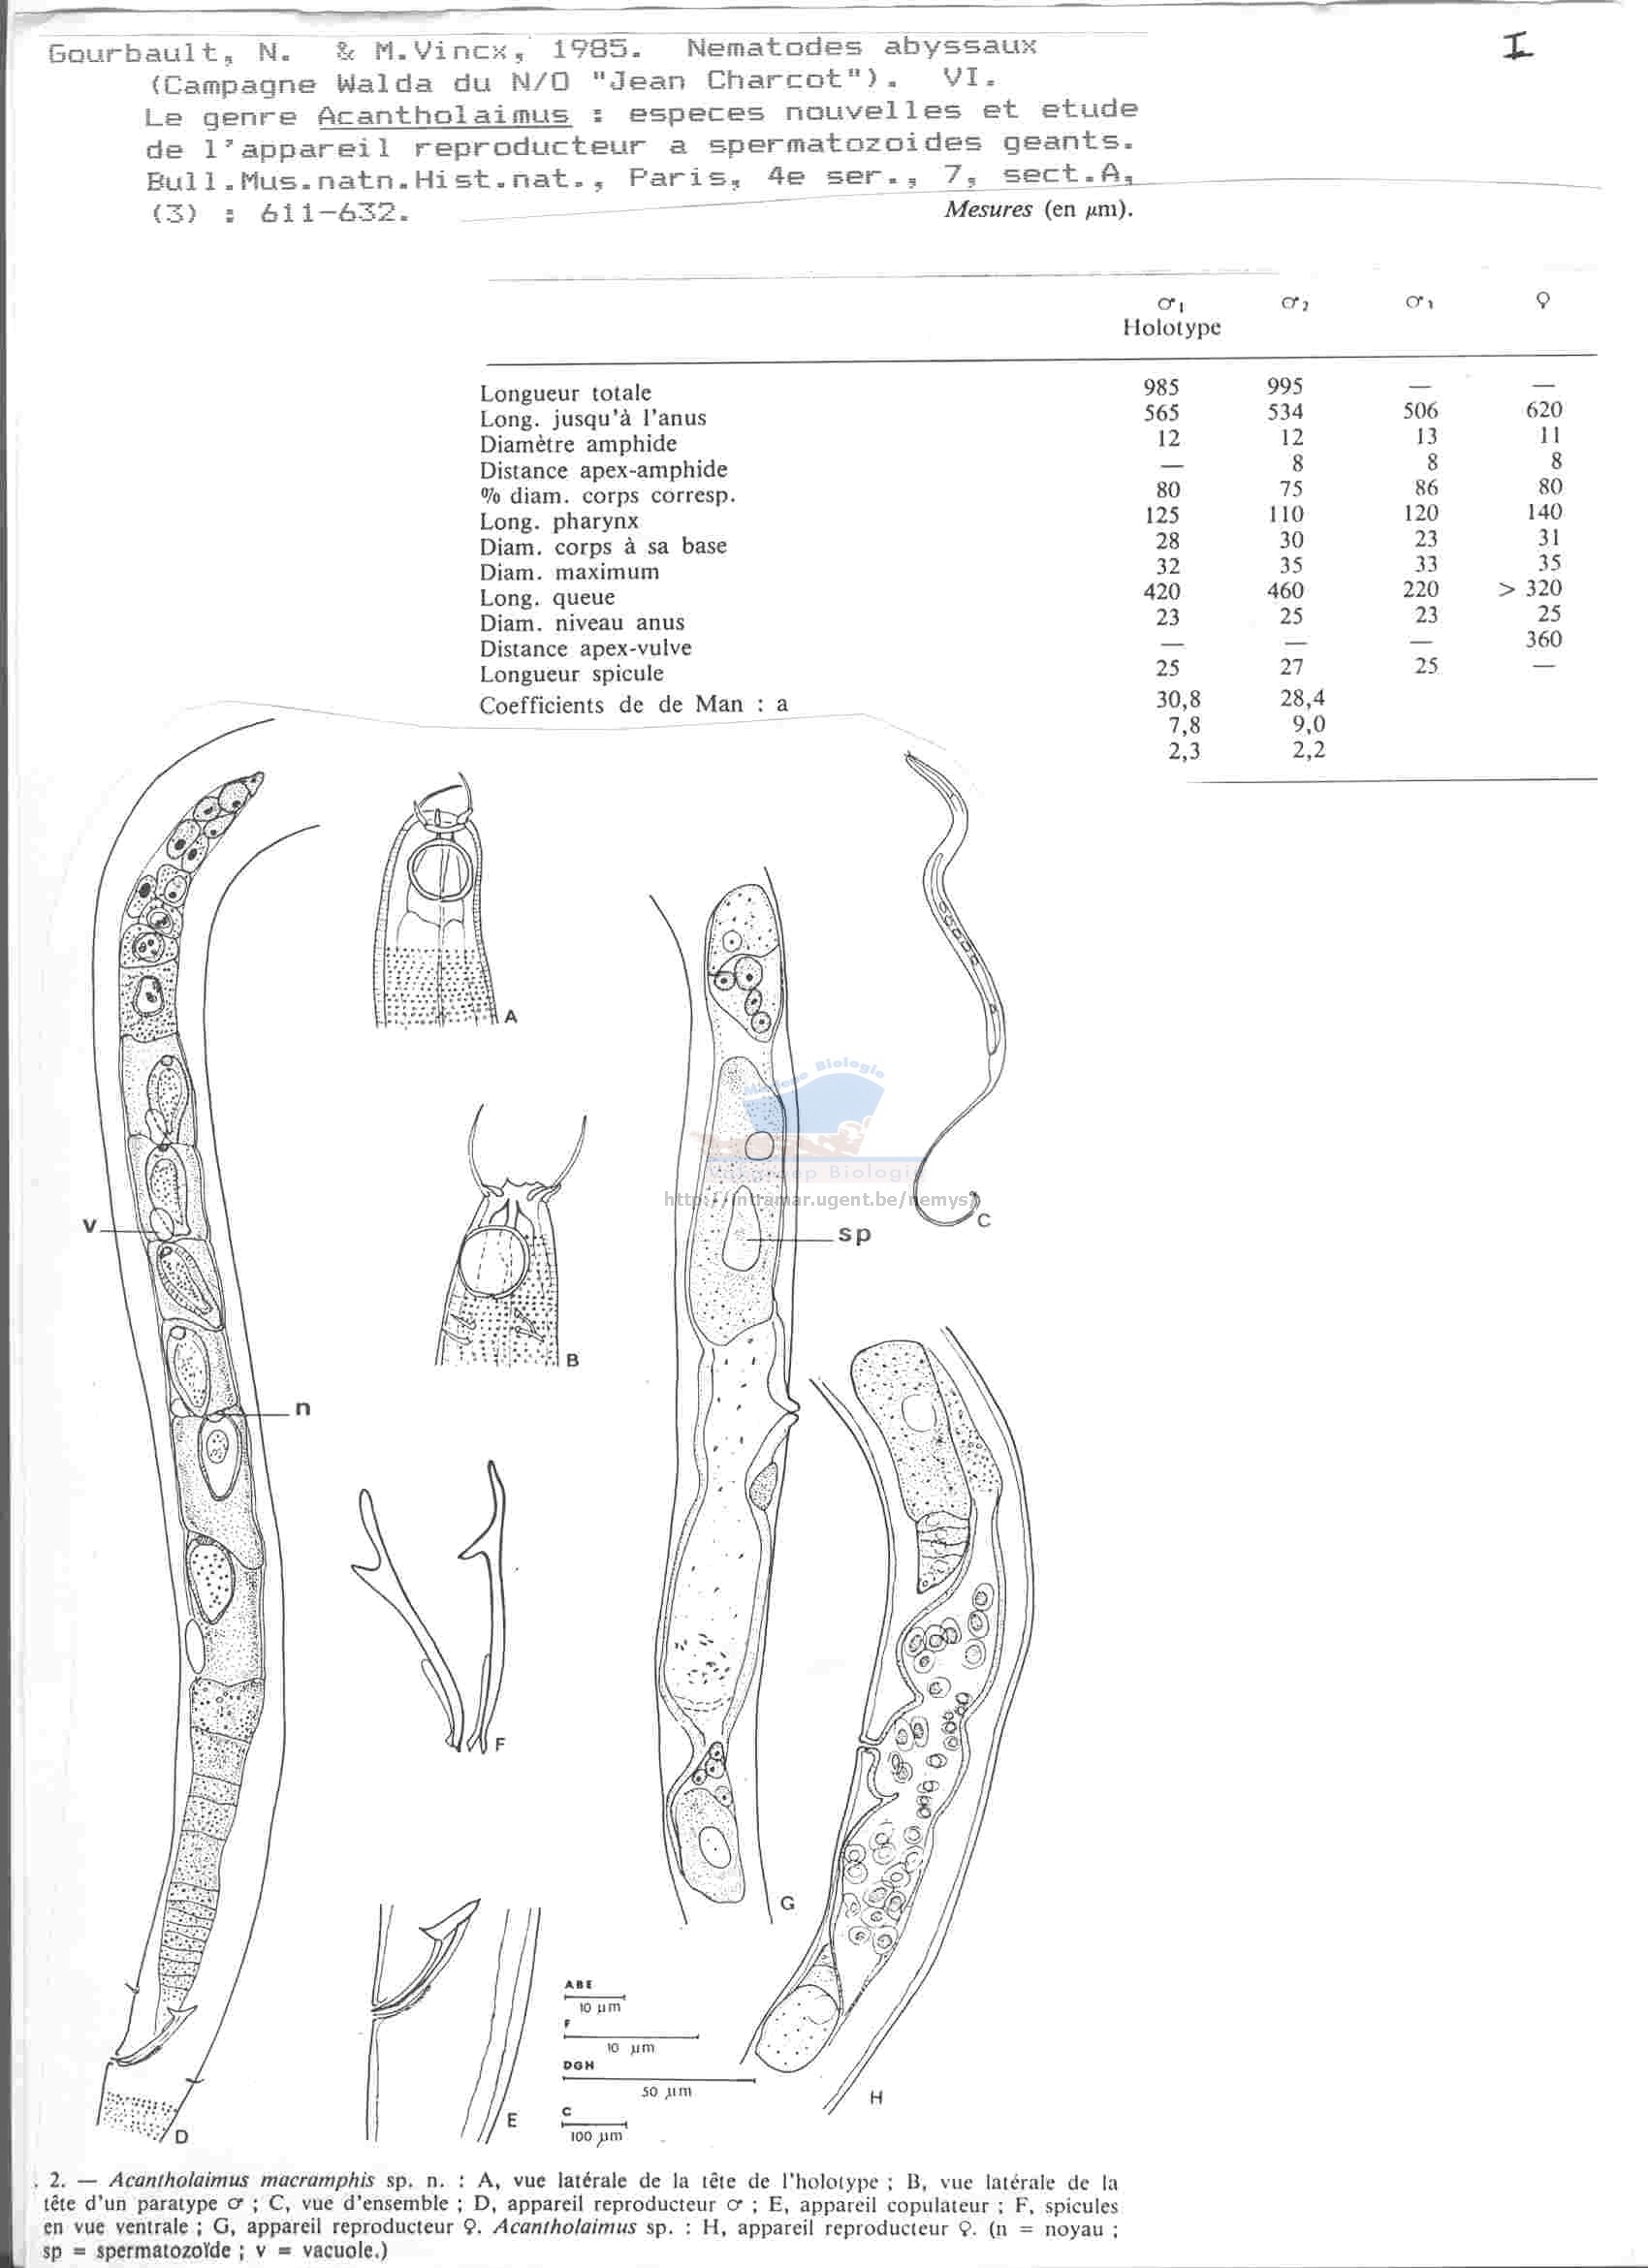 Gourbault, N. & M.Vincx, 1985. Nematodes abyssaux
(Campagne Walda du N/O "Jean Charcot"). VI.
Le genre Acantholaimus : especes nouvelles et etude
de l'appareil reproducteur a spermatozoides geants.
Bull.Mus.natn.Hist.nat., Paris, 4e ser., 7, sect.A,
(3) : 611-632.
I
Mesures (en μm).
♂1 ♂2 ♂3 ♀
Holotype
Longueur totale 985 995 — —
Long. jusqu'à l'anus 565 534 506 620
Diamètre amphide 12 12 13 11
Distance apex-amphide — 8 8 8
% diam. corps corresp. 80 75 86 80
Long. pharynx 125 110 120 140
Diam. corps à sa base 28 30 23 31
Diam. maximum 32 35 33 35
Long. queue 420 460 220 > 320
Diam. niveau anus 23 25 23 25
Distance apex-vulve — — — 360
Longueur spicule 25 27 25 —
Coefficients de de Man : a 30,8 28,4
7,8 9,0
2,3 2,2
A
Mariene Biologie
Vakgroep Biologie
http://intramar.ugent.be/nemys
C
v
sp
B
n
F
G
ABE
10 μm
F
10 μm
DGH
50 μm
C
100 μm
H
E
D
. 2. — Acantholaimus macramphis sp. n. : A, vue latérale de la tête de l'holotype ; B, vue latérale de la
tête d'un paratype ♂ ; C, vue d'ensemble ; D, appareil reproducteur ♂ ; E, appareil copulateur ; F, spicules
en vue ventrale ; G, appareil reproducteur ♀. Acantholaimus sp. : H, appareil reproducteur ♀. (n = noyau ;
sp = spermatozoïde ; v = vacuole.)